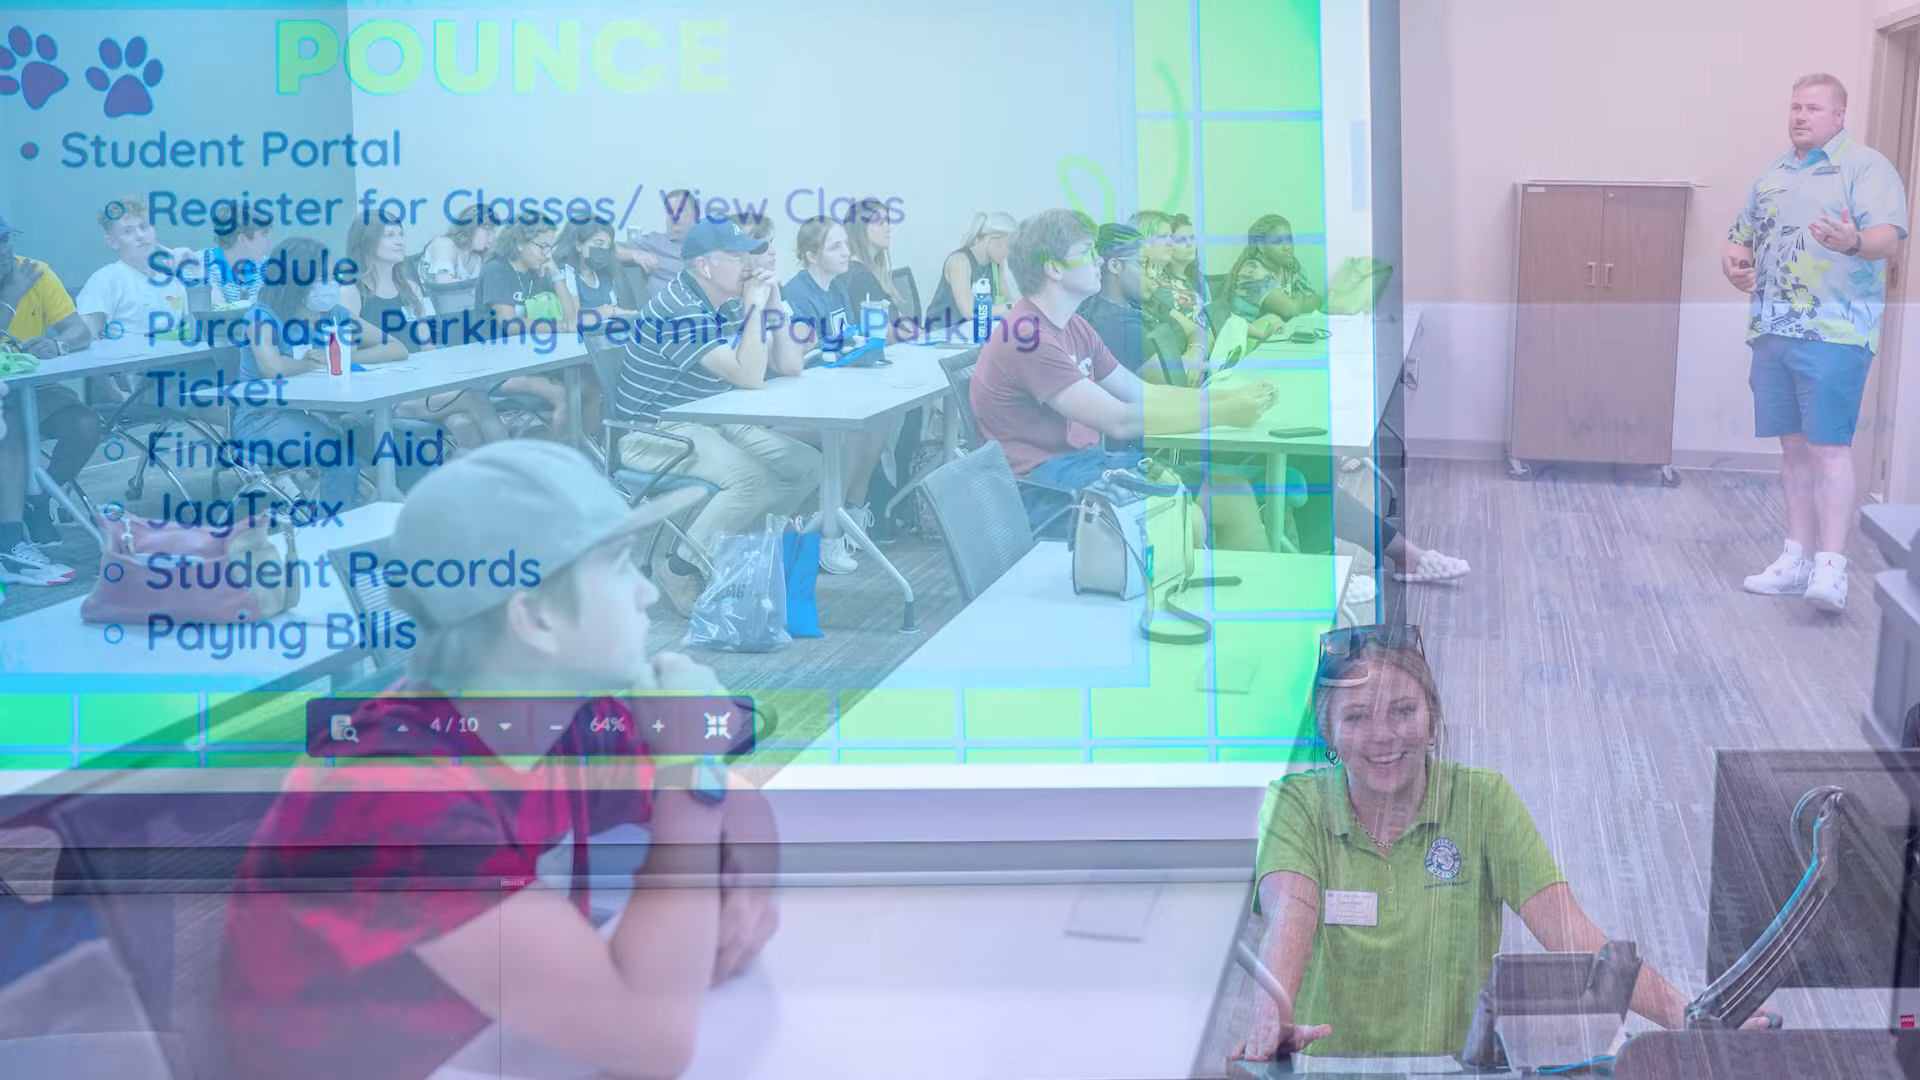 POUNCE
• Student Portal
○ Register for Classes/ View Class
Schedule
○ Purchase Parking Permit/Pay Parking
Ticket
○ Financial Aid
○ JagTrax
○ Student Records
○ Paying Bills
4 / 10
64%